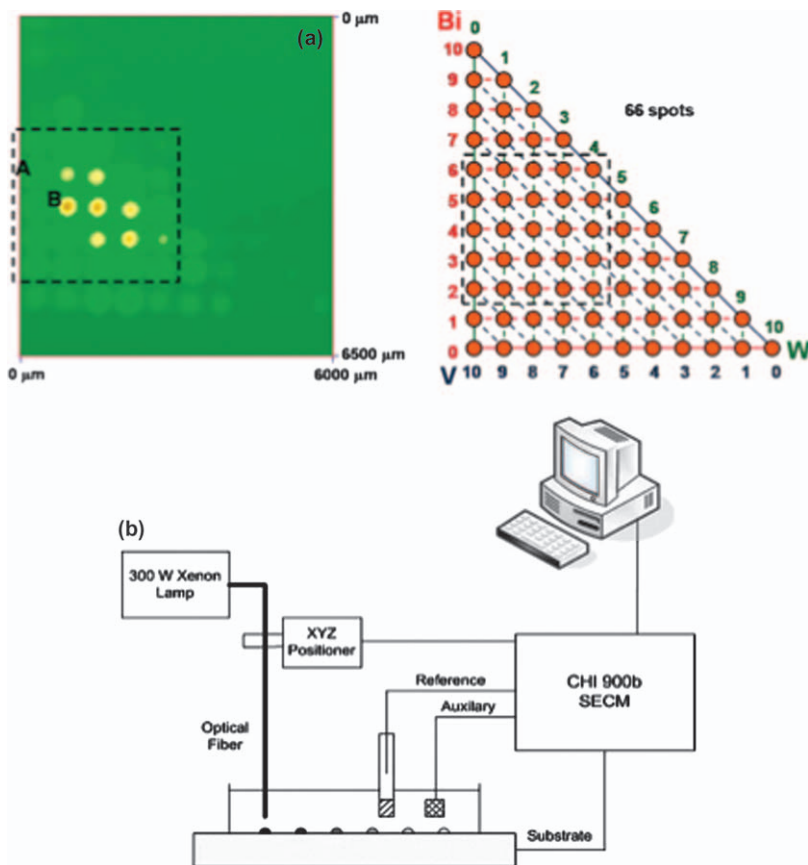 (a)
0 µm
A
B
6500 µm
0 µm
6000 µm
Bi
0
10
1
9
2
8
66 spots
3
7
4
6
5
5
6
4
7
3
8
2
9
1
10
0
W
V
10 9 8 7 6 5 4 3 2 1 0
(b)
300 W Xenon
Lamp
XYZ
Positioner
Reference
Auxilary
CHI 900b
SECM
Optical
Fiber
Substrate